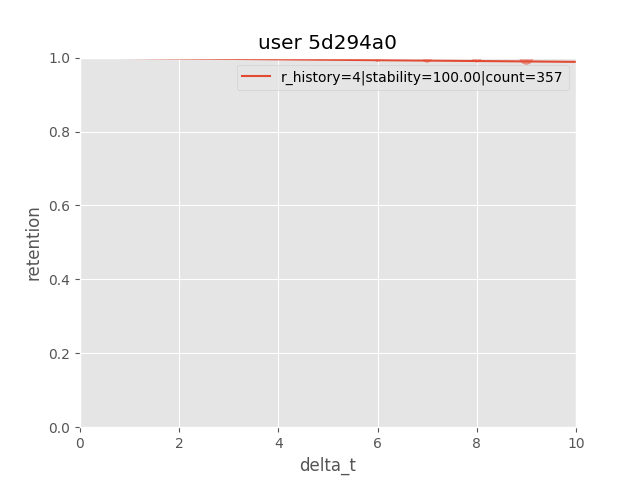 user 5d294a0
r_history=4|stability=100.00|count=357
retention
1.0
0.8
0.6
0.4
0.2
0.0
0 2 4 6 8 10
delta_t